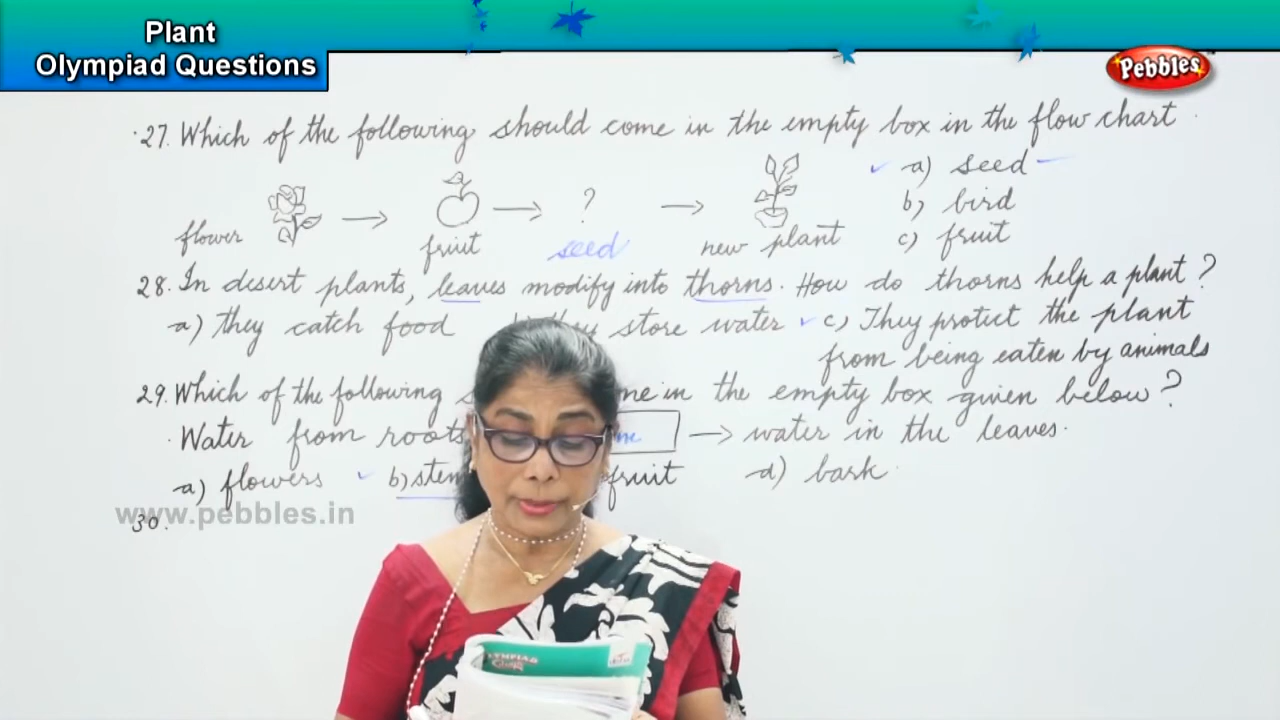 Plant
Olympiad Questions
Pebbles
27. Which of the following should come in the empty box in the flow chart
a) seed
b) bird
c) fruit
flower
fruit
?
seed
new plant
28. In desert plants, leaves modify into thorns. How do thorns help a plant?
a) they catch food they store water c) They protect the plant
from being eaten by animals
29. Which of the following in the empty box given below?
Water from roots water in the leaves.
a) flowers b) stem fruit d) bark
www.pebbles.in
30.
OLYMPIAD